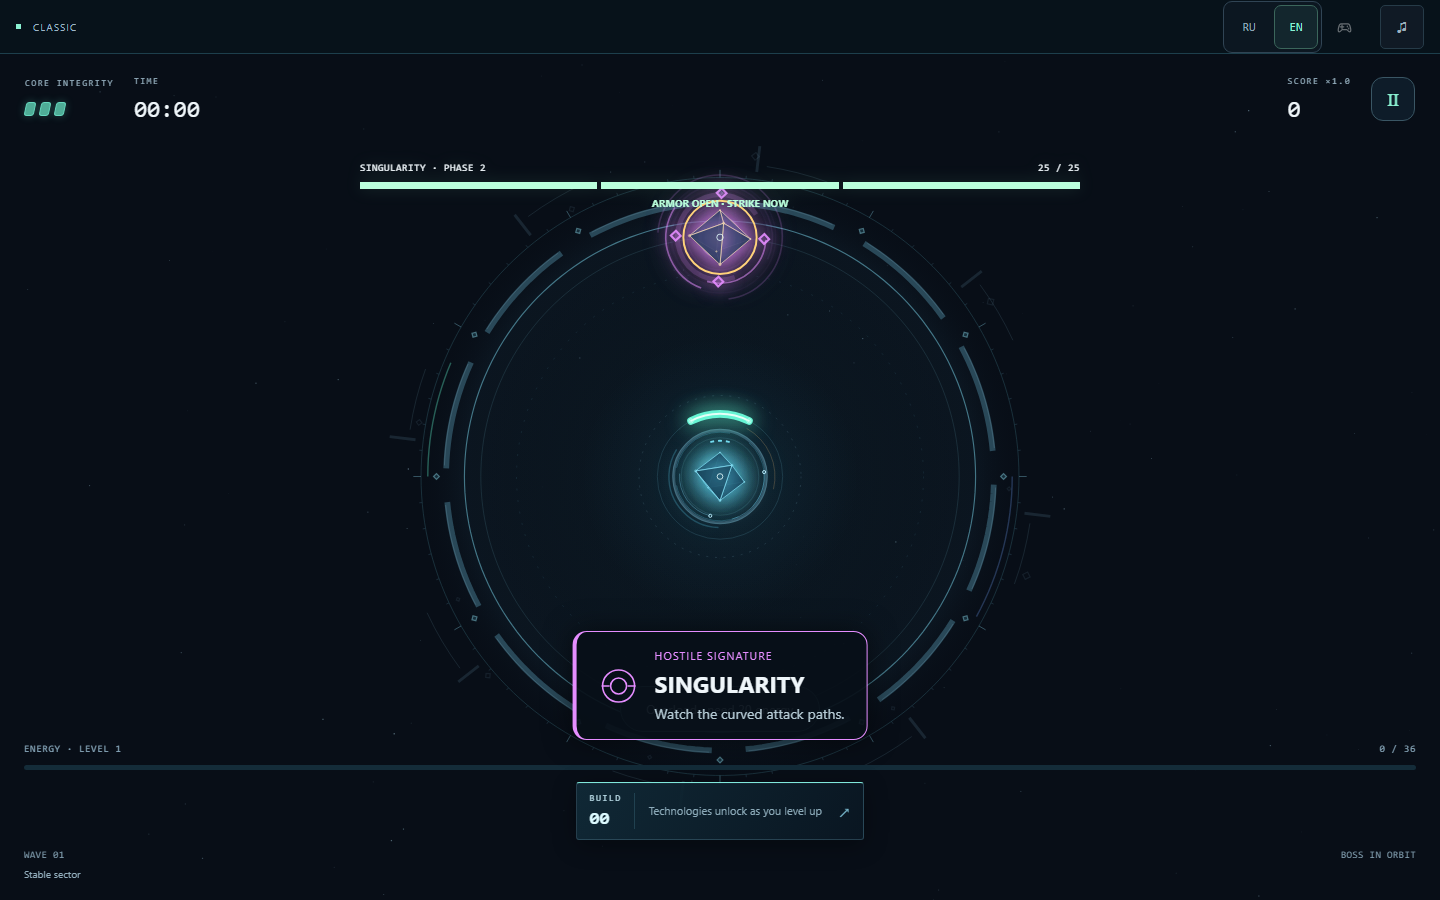 CLASSIC
RU
EN
CORE INTEGRITY
TIME
00:00
SCORE ×1.0
0
II
SINGULARITY · PHASE 2
25 / 25
ARMOR OPEN · STRIKE NOW
HOSTILE SIGNATURE
SINGULARITY
Watch the curved attack paths.
ENERGY · LEVEL 1
0 / 36
BUILD
00
Technologies unlock as you level up
WAVE 01
Stable sector
BOSS IN ORBIT